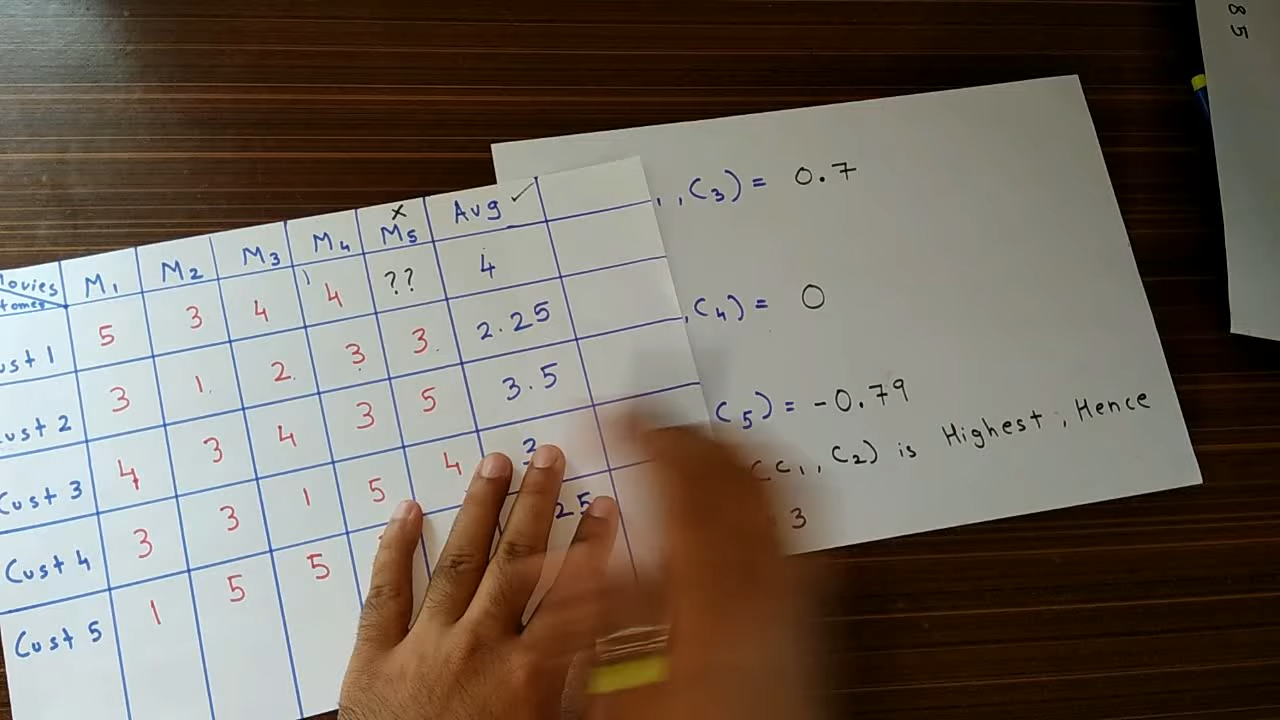 Movies M1 M2 M3 M4 x M5 Avg ✓
Cust 1 5 3 4 4 ?? 4
Cust 2 3 1. 2. 3. 3. 2.25
Cust 3 4 3 4 3 5 3.5
Cust 4 3 3 1 5 4 3
Cust 5 1 5 5 25
, C3) = 0.7
, C4) = 0
C5) = -0.79
(C1, C2) is Highest, Hence
3
85